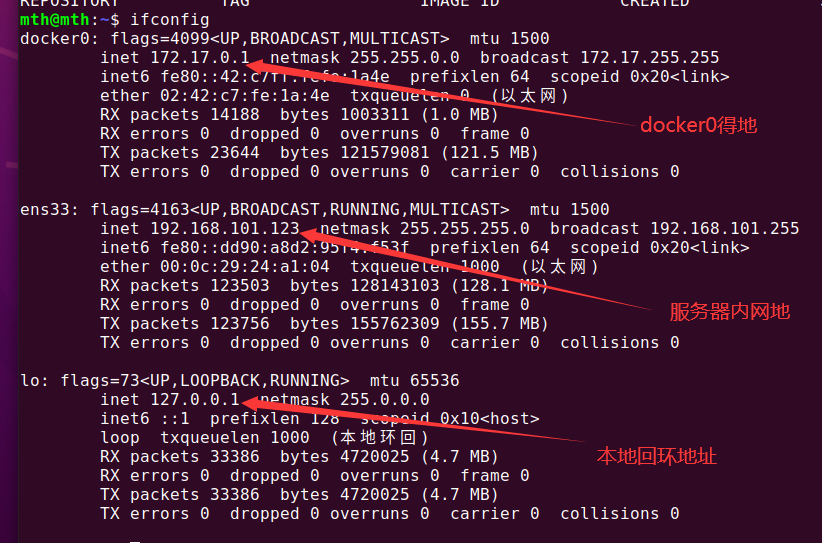 REPOSITORY TAG IMAGE ID CREATED
mth@mth:~$ ifconfig
docker0: flags=4099<UP,BROADCAST,MULTICAST> mtu 1500
inet 172.17.0.1 netmask 255.255.0.0 broadcast 172.17.255.255
inet6 fe80::42:c7ff:fefe:1a4e prefixlen 64 scopeid 0x20<link>
ether 02:42:c7:fe:1a:4e txqueuelen 0 (以太网)
RX packets 14188 bytes 1003311 (1.0 MB)
docker0得地
RX errors 0 dropped 0 overruns 0 frame 0
TX packets 23644 bytes 121579081 (121.5 MB)
TX errors 0 dropped 0 overruns 0 carrier 0 collisions 0
ens33: flags=4163<UP,BROADCAST,RUNNING,MULTICAST> mtu 1500
inet 192.168.101.123 netmask 255.255.255.0 broadcast 192.168.101.255
inet6 fe80::dd90:a8d2:95f4:f53f prefixlen 64 scopeid 0x20<link>
ether 00:0c:29:24:a1:04 txqueuelen 1000 (以太网)
RX packets 123503 bytes 128143103 (128.1 MB)
RX errors 0 dropped 0 overruns 0 frame 0
服务器内网地
TX packets 123756 bytes 155762309 (155.7 MB)
TX errors 0 dropped 0 overruns 0 carrier 0 collisions 0
lo: flags=73<UP,LOOPBACK,RUNNING> mtu 65536
inet 127.0.0.1 netmask 255.0.0.0
inet6 ::1 prefixlen 128 scopeid 0x10<host>
loop txqueuelen 1000 (本地环回)
RX packets 33386 bytes 4720025 (4.7 MB)
本地回环地址
RX errors 0 dropped 0 overruns 0 frame 0
TX packets 33386 bytes 4720025 (4.7 MB)
TX errors 0 dropped 0 overruns 0 carrier 0 collisions 0